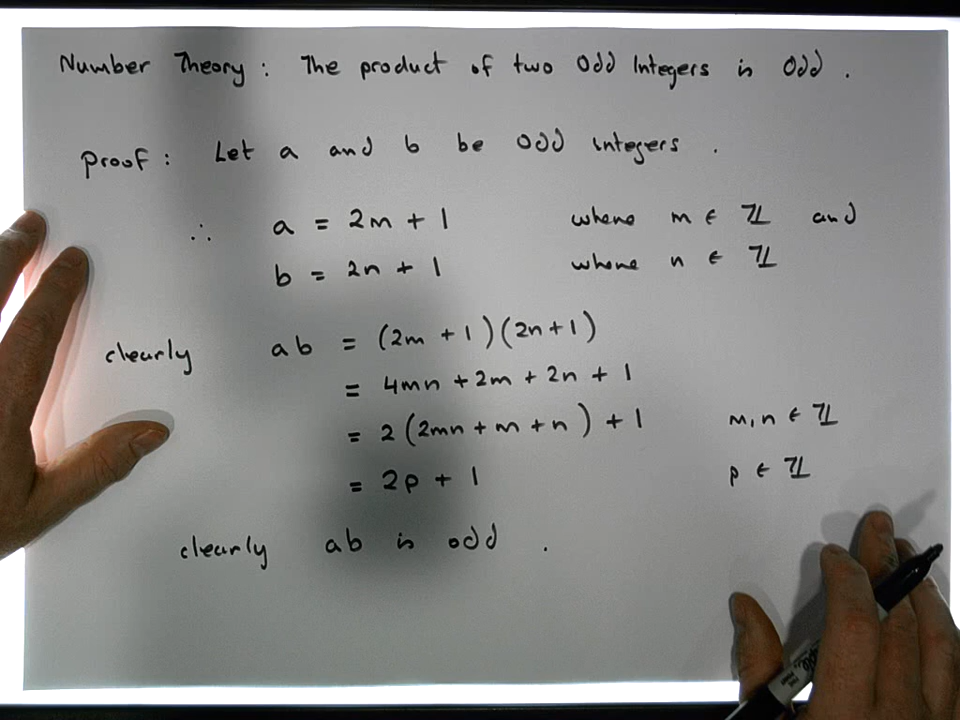 Number Theory : The product of two Odd Integers is Odd .
Proof : Let a and b be Odd integers .
∴ a = 2m + 1 where m ∈ ℤ and
b = 2n + 1 where n ∈ ℤ
clearly ab = (2m + 1)(2n+1)
= 4mn + 2m + 2n + 1
= 2(2mn + m + n) + 1 m, n ∈ ℤ
= 2p + 1 p ∈ ℤ
clearly ab is odd .